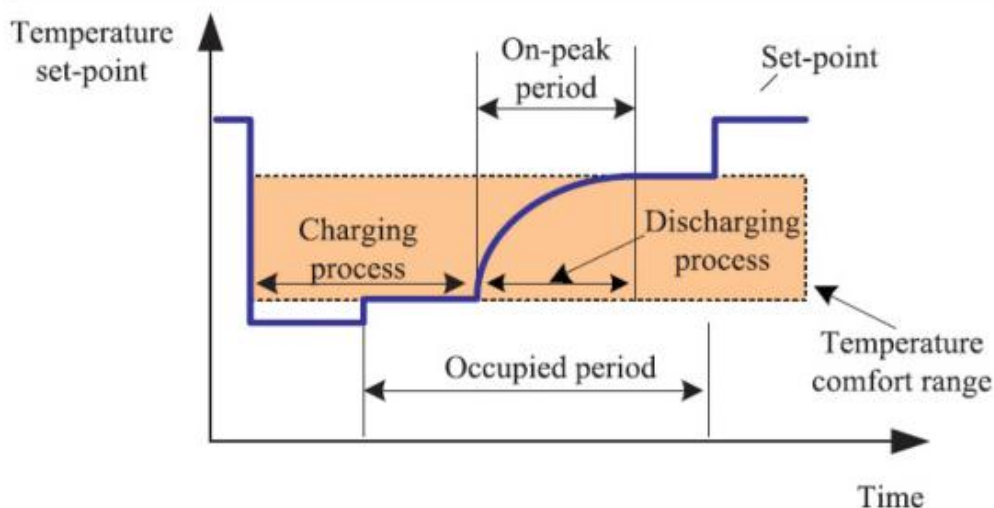 Temperature
set-point
On-peak
period
Set-point
Charging
process
Discharging
process
Occupied period
Temperature
comfort range
Time